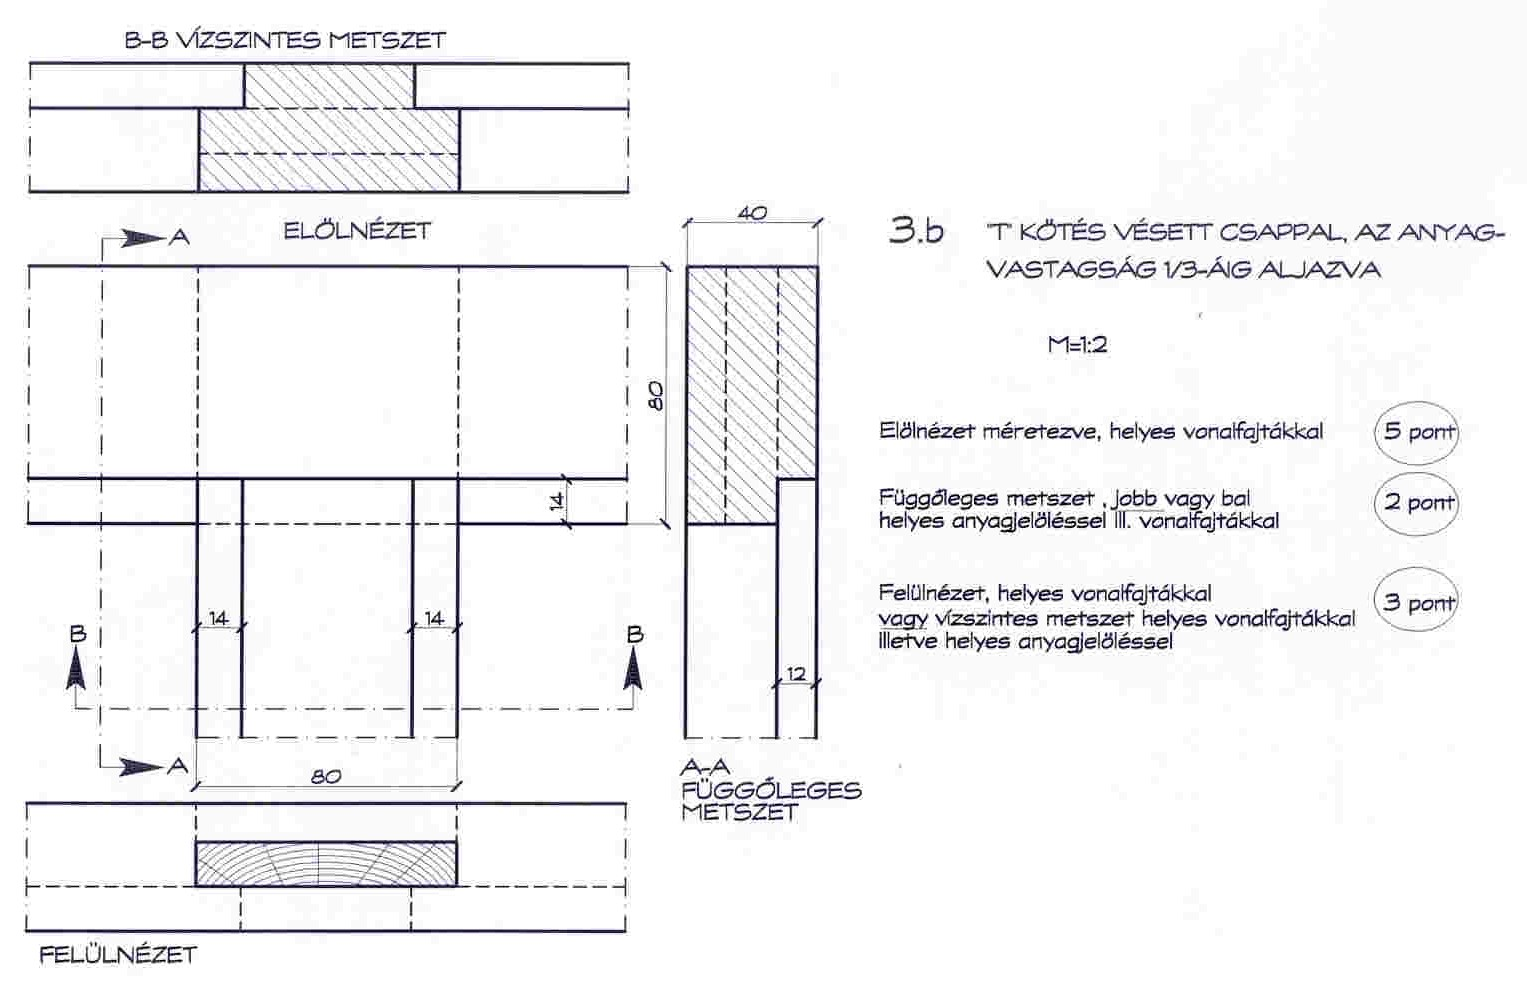 B-B VÍZSZINTES METSZET
ELÖLNÉZET
A
40
80
14
14
14
B
B
12
A
80
A-A
FÜGGŐLEGES
METSZET
FELÜLNÉZET
3.b "T" KÖTÉS VÉSETT CSAPPAL, AZ ANYAG-
VASTAGSÁG 1/3-ÁIG ALJAZVA
M=1:2
Elölnézet méretezve, helyes vonalfajtákkal 5 pont
Függőleges metszet , jobb vagy bal
helyes anyagjelöléssel ill. vonalfajtákkal 2 pont
Felülnézet, helyes vonalfajtákkal
vagy vízszintes metszet helyes vonalfajtákkal
illetve helyes anyagjelöléssel 3 pont